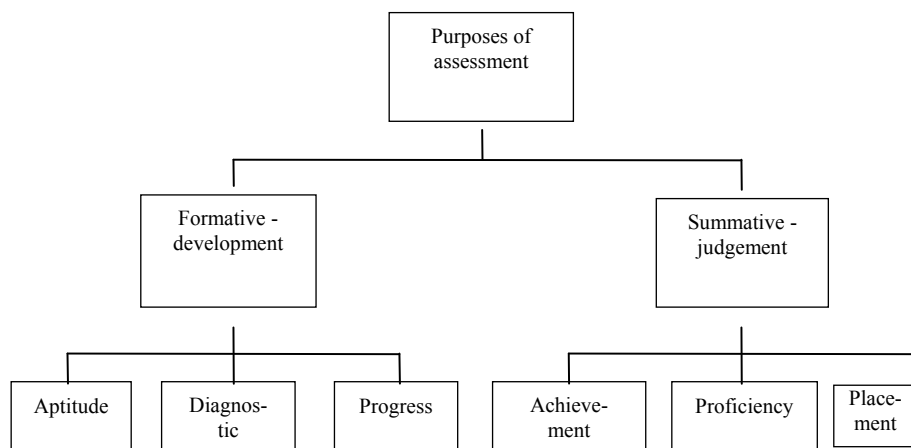 Purposes of
assessment
Formative -
development
Summative -
judgement
Aptitude
Diagnos-
tic
Progress
Achieve-
ment
Proficiency
Place-
ment